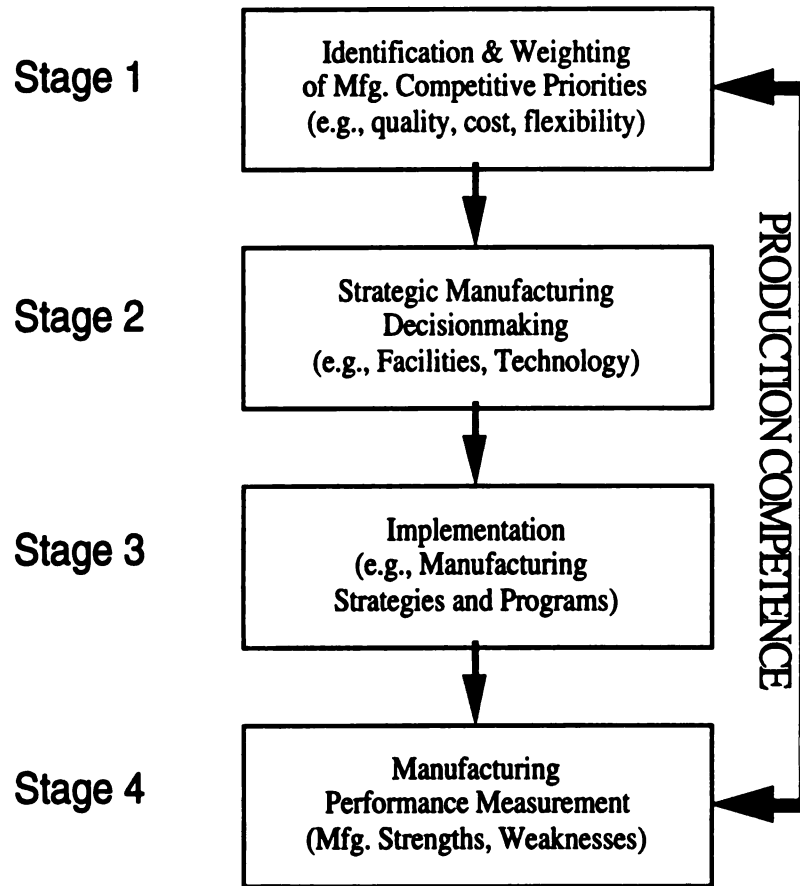 Stage 1
Identification & Weighting
of Mfg. Competitive Priorities
(e.g., quality, cost, flexibility)
Stage 2
Strategic Manufacturing
Decisionmaking
(e.g., Facilities, Technology)
Stage 3
Implementation
(e.g., Manufacturing
Strategies and Programs)
Stage 4
Manufacturing
Performance Measurement
(Mfg. Strengths, Weaknesses)
PRODUCTION COMPETENCE